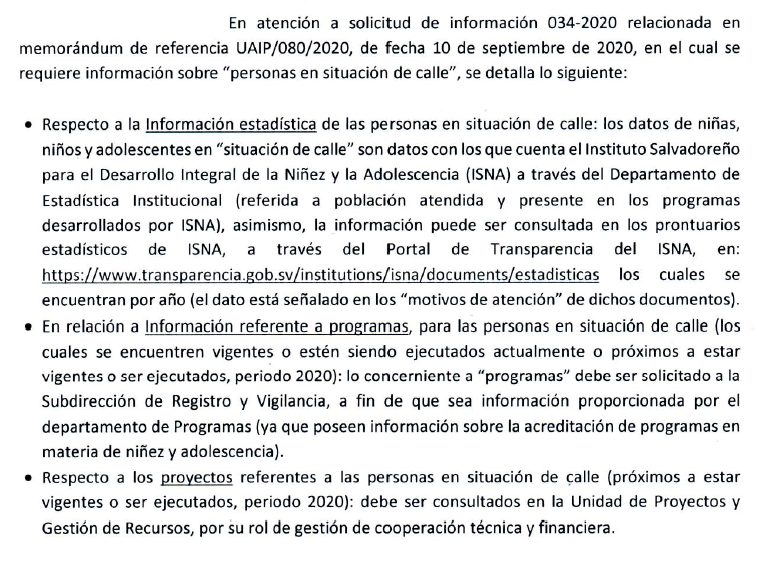 En atención a solicitud de información 034-2020 relacionada en
memorándum de referencia UAIP/080/2020, de fecha 10 de septiembre de 2020, en el cual se
requiere información sobre "personas en situación de calle", se detalla lo siguiente:
• Respecto a la Información estadística de las personas en situación de calle: los datos de niñas,
niños y adolescentes en "situación de calle" son datos con los que cuenta el Instituto Salvadoreño
para el Desarrollo Integral de la Niñez y la Adolescencia (ISNA) a través del Departamento de
Estadística Institucional (referida a población atendida y presente en los programas
desarrollados por ISNA), asimismo, la información puede ser consultada en los prontuarios
estadísticos de ISNA, a través del Portal de Transparencia del ISNA, en:
https://www.transparencia.gob.sv/institutions/isna/documents/estadisticas los cuales se
encuentran por año (el dato está señalado en los "motivos de atención" de dichos documentos).
• En relación a Información referente a programas, para las personas en situación de calle (los
cuales se encuentren vigentes o estén siendo ejecutados actualmente o próximos a estar
vigentes o ser ejecutados, periodo 2020): lo concerniente a "programas" debe ser solicitado a la
Subdirección de Registro y Vigilancia, a fin de que sea información proporcionada por el
departamento de Programas (ya que poseen información sobre la acreditación de programas en
materia de niñez y adolescencia).
• Respecto a los proyectos referentes a las personas en situación de calle (próximos a estar
vigentes o ser ejecutados, periodo 2020): debe ser consultados en la Unidad de Proyectos y
Gestión de Recursos, por su rol de gestión de cooperación técnica y financiera.